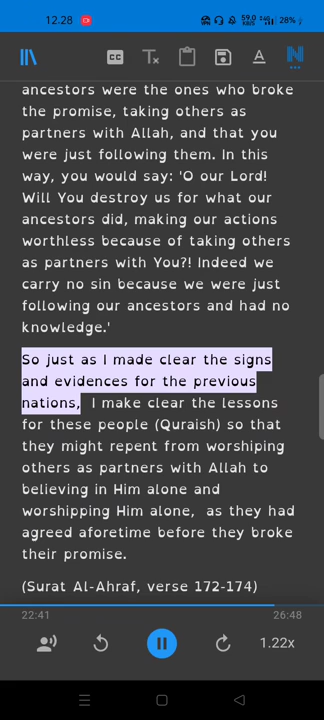 12.28
59.0
KB/s
28%
CC
T
A
N
ancestors were the ones who broke
the promise, taking others as
partners with Allah, and that you
were just following them. In this
way, you would say: 'O our Lord!
Will You destroy us for what our
ancestors did, making our actions
worthless because of taking others
as partners with You?! Indeed we
carry no sin because we were just
following our ancestors and had no
knowledge.'
So just as I made clear the signs
and evidences for the previous
nations, I make clear the lessons
for these people (Quraish) so that
they might repent from worshiping
others as partners with Allah to
believing in Him alone and
worshipping Him alone, as they had
agreed aforetime before they broke
their promise.
(Surat Al-Ahraf, verse 172-174)
22:41
26:48
1.22x